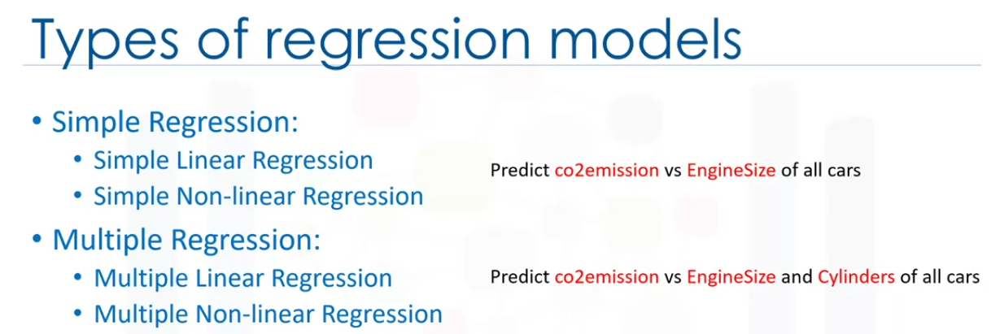 Types of regression models
• Simple Regression:
• Simple Linear Regression
Predict co2emission vs EngineSize of all cars
• Simple Non-linear Regression
• Multiple Regression:
• Multiple Linear Regression
Predict co2emission vs EngineSize and Cylinders of all cars
• Multiple Non-linear Regression